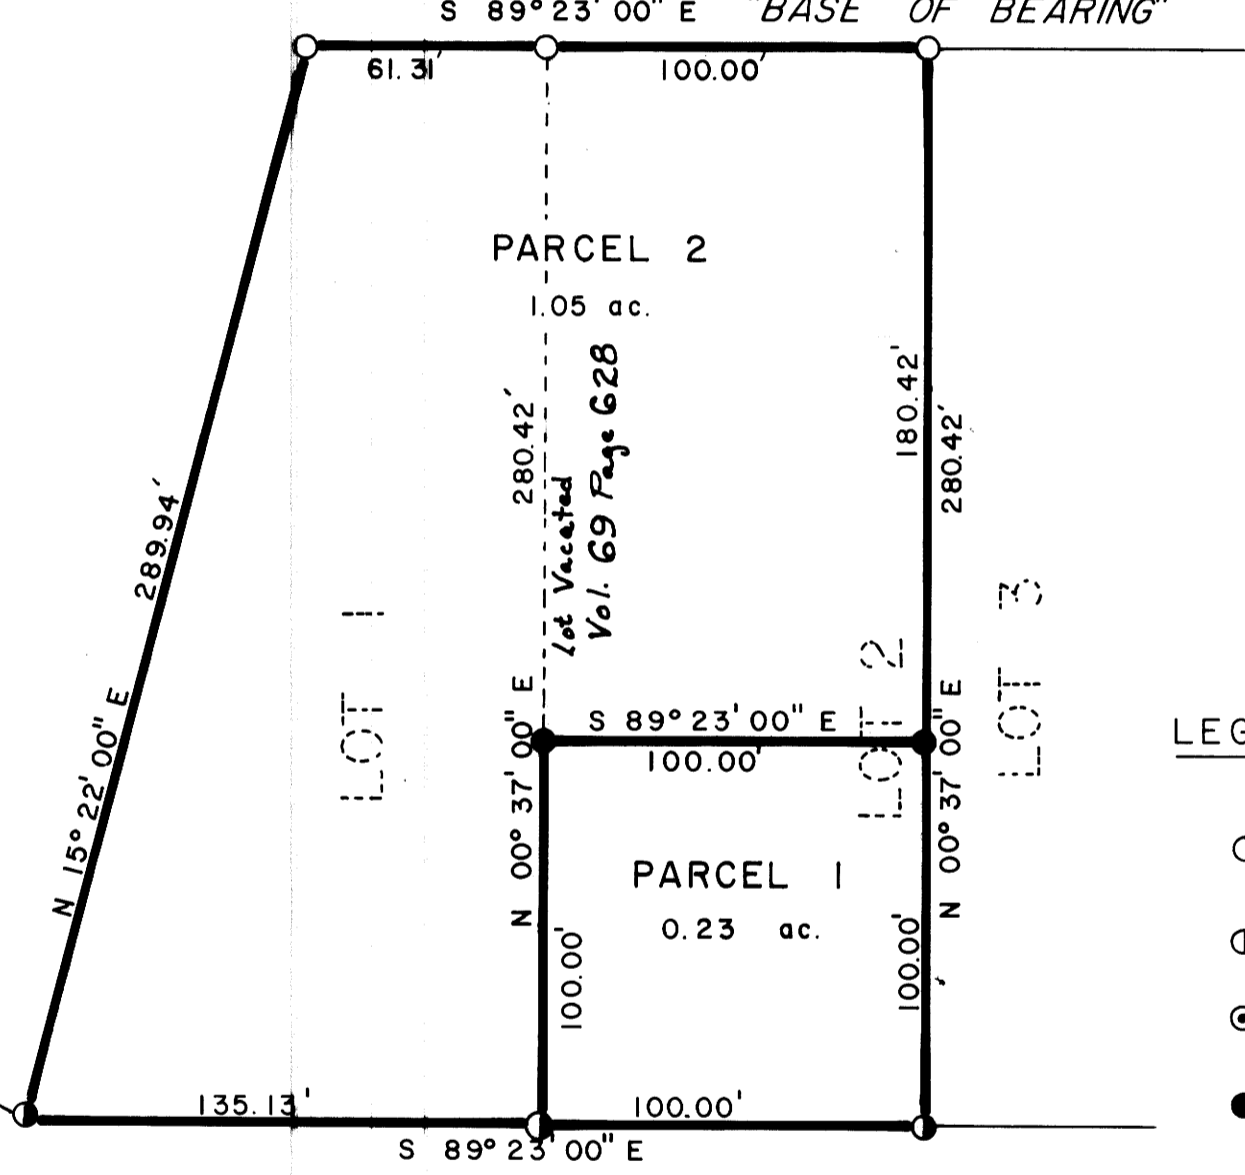 S 89° 23' 00" E "BASE OF BEARING"
61.31'
100.00'
PARCEL 2
1.05 ac.
280.42'
Lot Vacated
Vol. 69 Page 628
180.42'
280.42'
289.94'
N 15° 22' 00" E
LOT 1
LOT 2
LOT 3
S 89° 23' 00" E
100.00'
N 00° 37' 00" E
N 00° 37' 00" E
LEG
PARCEL 1
0.23 ac.
100.00'
100.00'
135.13'
100.00'
S 89° 23' 00" E